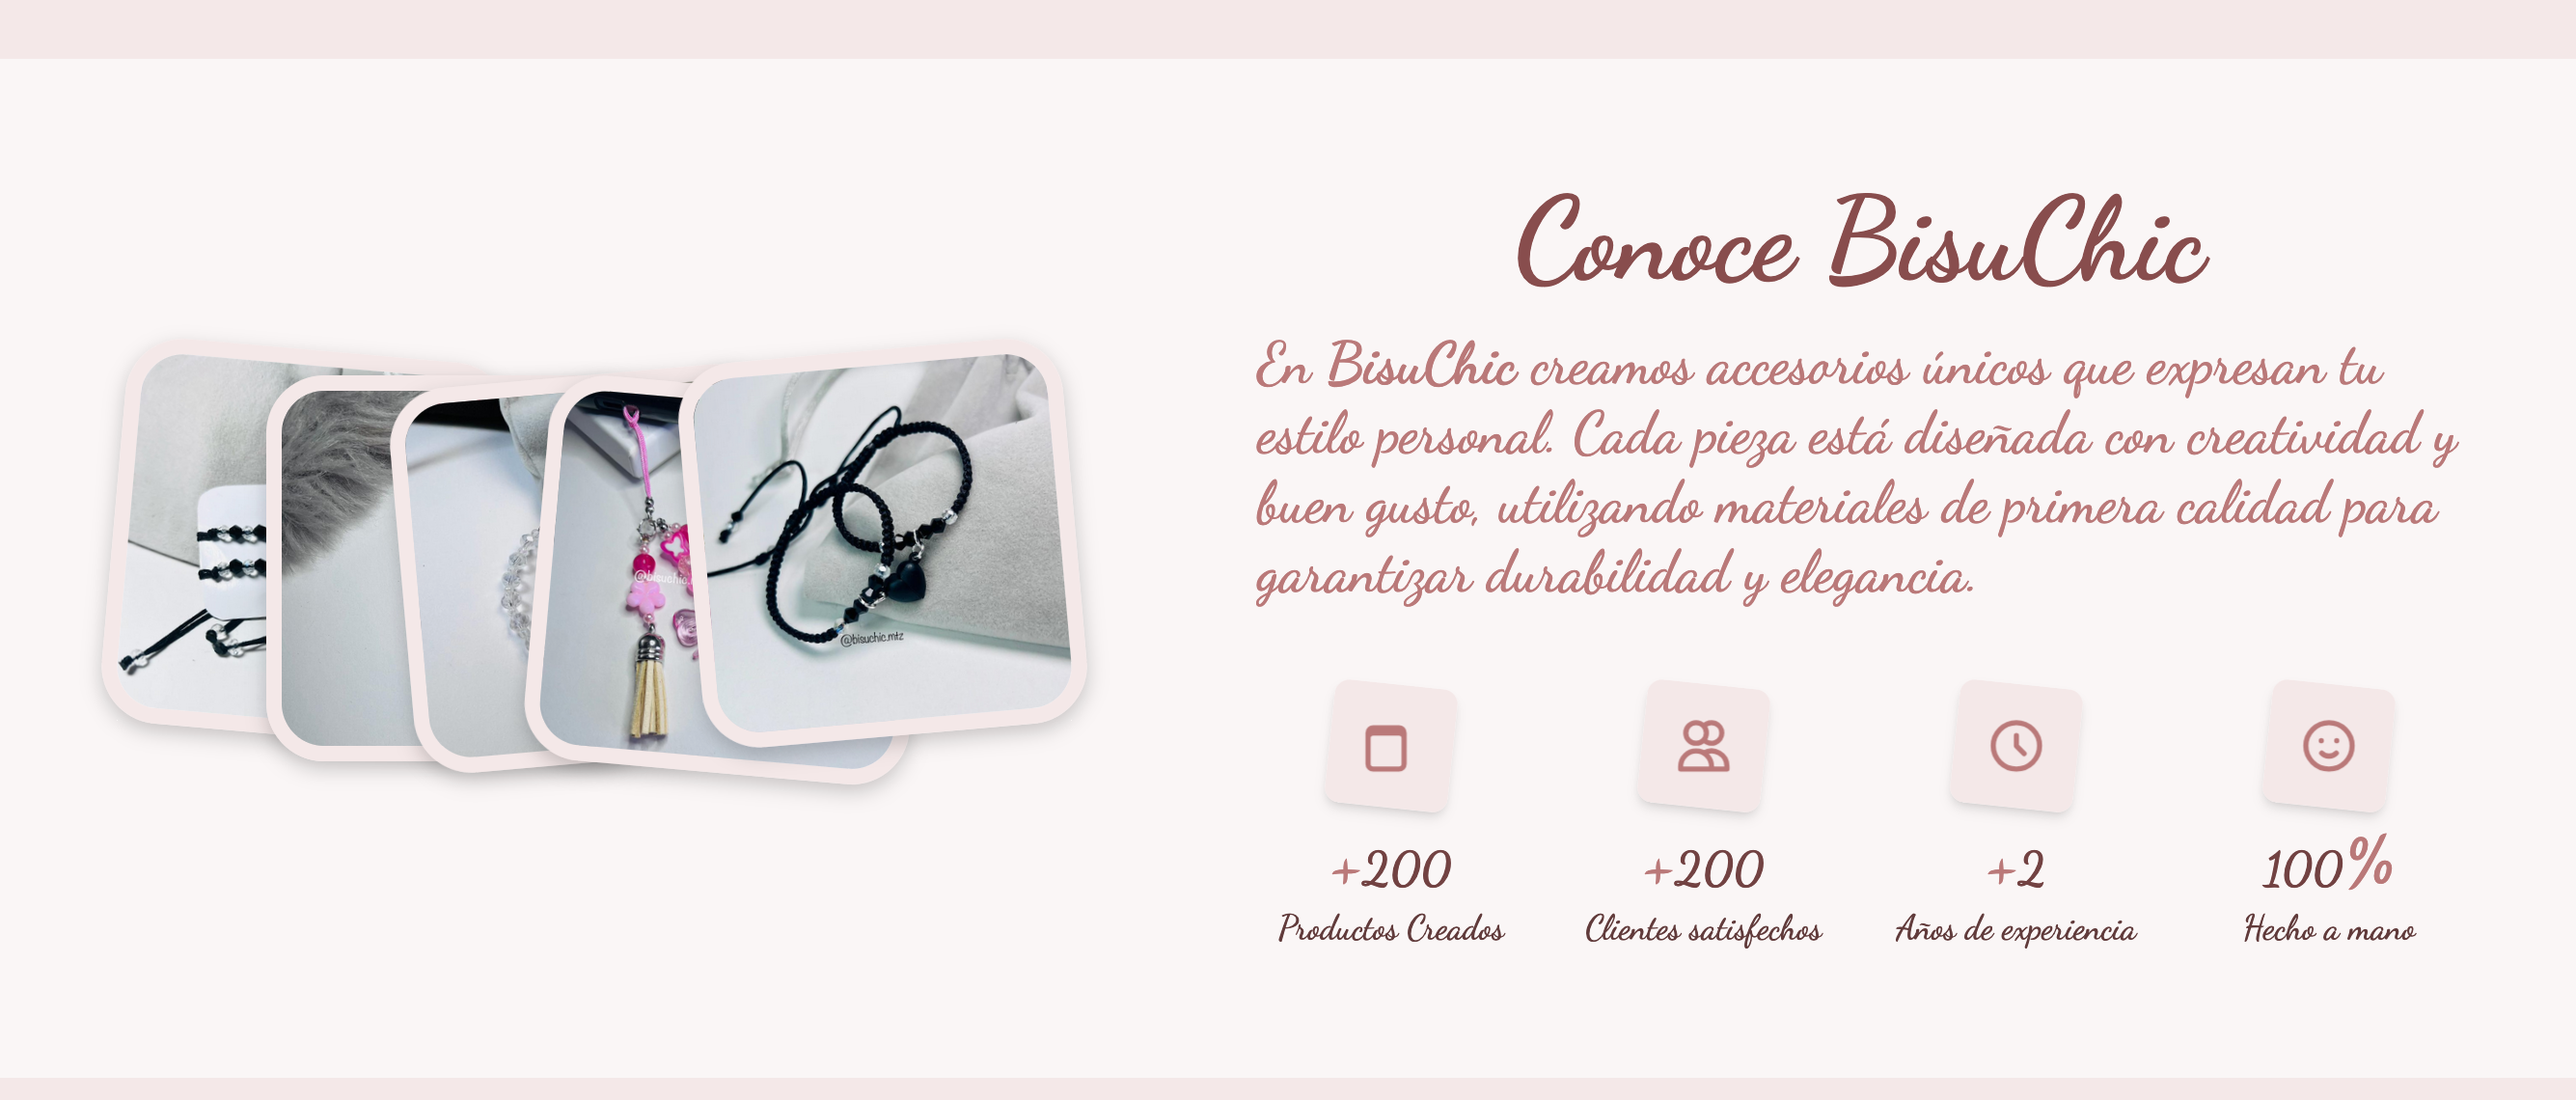 Conoce BisuChic
En BisuChic creamos accesorios únicos que expresan tu
estilo personal. Cada pieza está diseñada con creatividad y
buen gusto, utilizando materiales de primera calidad para
garantizar durabilidad y elegancia.
@bisuchic.
@bisuchic.mtz
+200
Productos Creados
+200
Clientes satisfechos
+2
Años de experiencia
100%
Hecho a mano